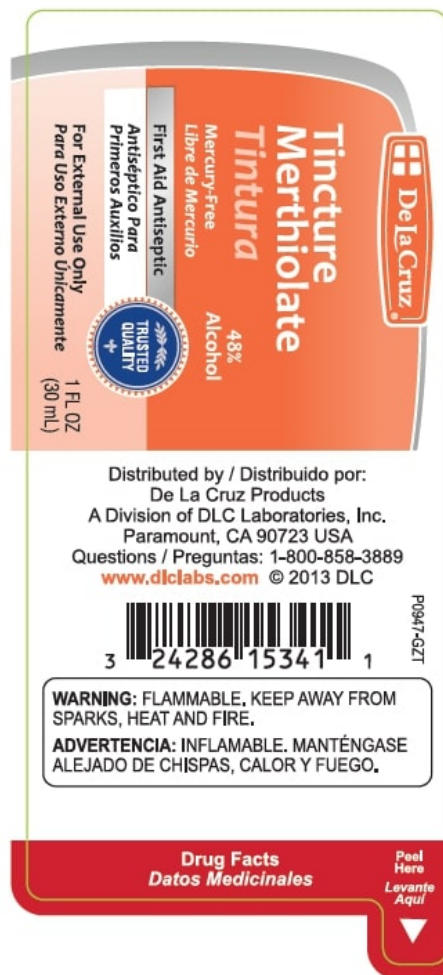 De La Cruz®
Tincture
Merthiolate
Tintura
Mercury-Free
Libre de Mercurio
48%
Alcohol
First Aid Antiseptic
Antiséptico Para
Primeros Auxilios
TRUSTED
QUALITY
For External Use Only
Para Uso Externo Únicamente
1 FL OZ
(30 mL)
Distributed by / Distribuido por:
De La Cruz Products
A Division of DLC Laboratories, Inc.
Paramount, CA 90723 USA
Questions / Preguntas: 1-800-858-3889
www.dlclabs.com © 2013 DLC
P0947-GZT
3 24286 15341 1
WARNING: FLAMMABLE. KEEP AWAY FROM
SPARKS, HEAT AND FIRE.
ADVERTENCIA: INFLAMABLE. MANTÉNGASE
ALEJADO DE CHISPAS, CALOR Y FUEGO.
Drug Facts
Datos Medicinales
Peel
Here
Levante
Aquí